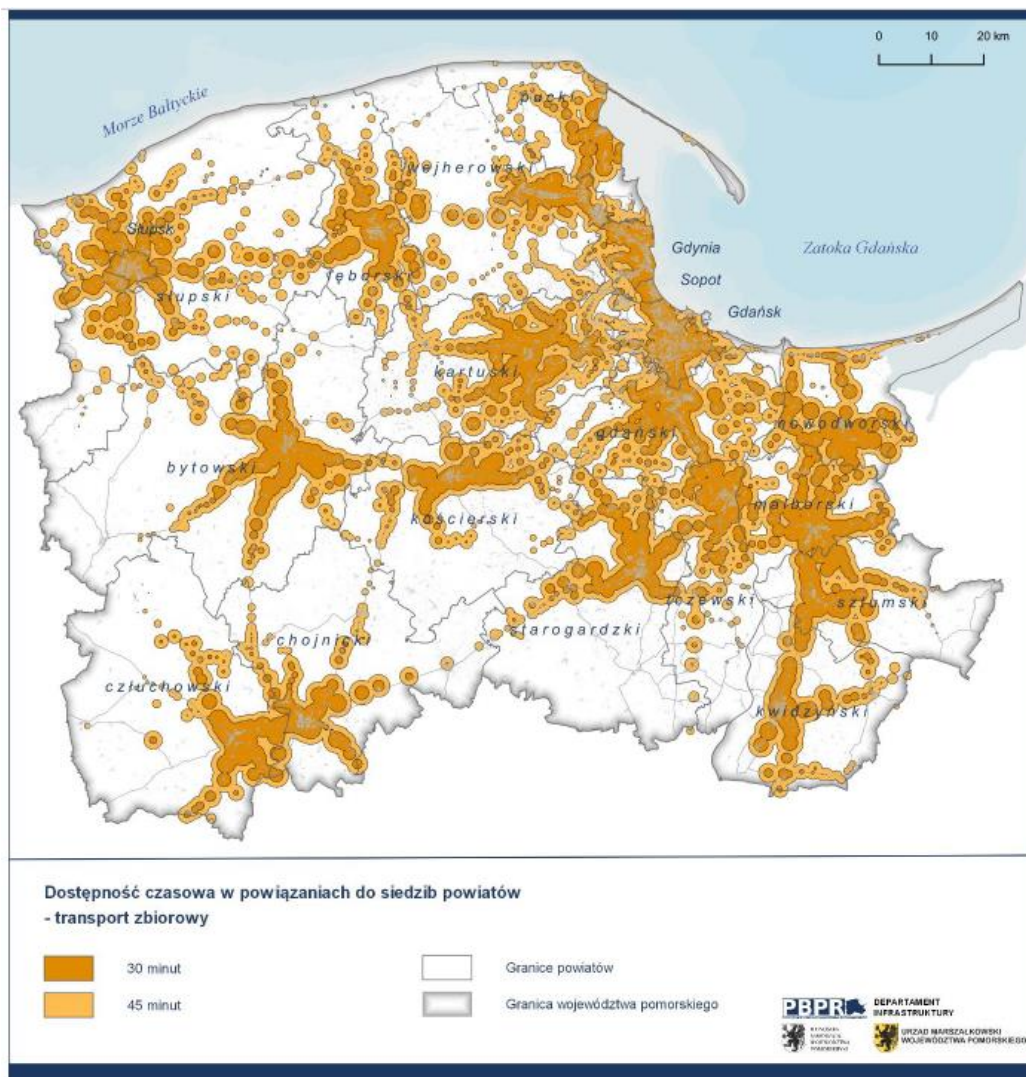 0 10 20 km
Morze Bałtyckie
pucki
wejherowski
Słupsk
Gdynia
Zatoka Gdańska
lęborski
Sopot
słupski
Gdańsk
kartuski
gdański
nowodworski
bytowski
malborski
kościerski
tczewski
sztumski
starogardzki
chojnicki
człuchowski
kwidzyński
Dostępność czasowa w powiązaniach do siedzib powiatów
- transport zbiorowy
30 minut
Granice powiatów
45 minut
Granica województwa pomorskiego
PBPR
DEPARTAMENT
INFRASTRUKTURY
URZĄD MARSZAŁKOWSKI
WOJEWÓDZTWA POMORSKIEGO